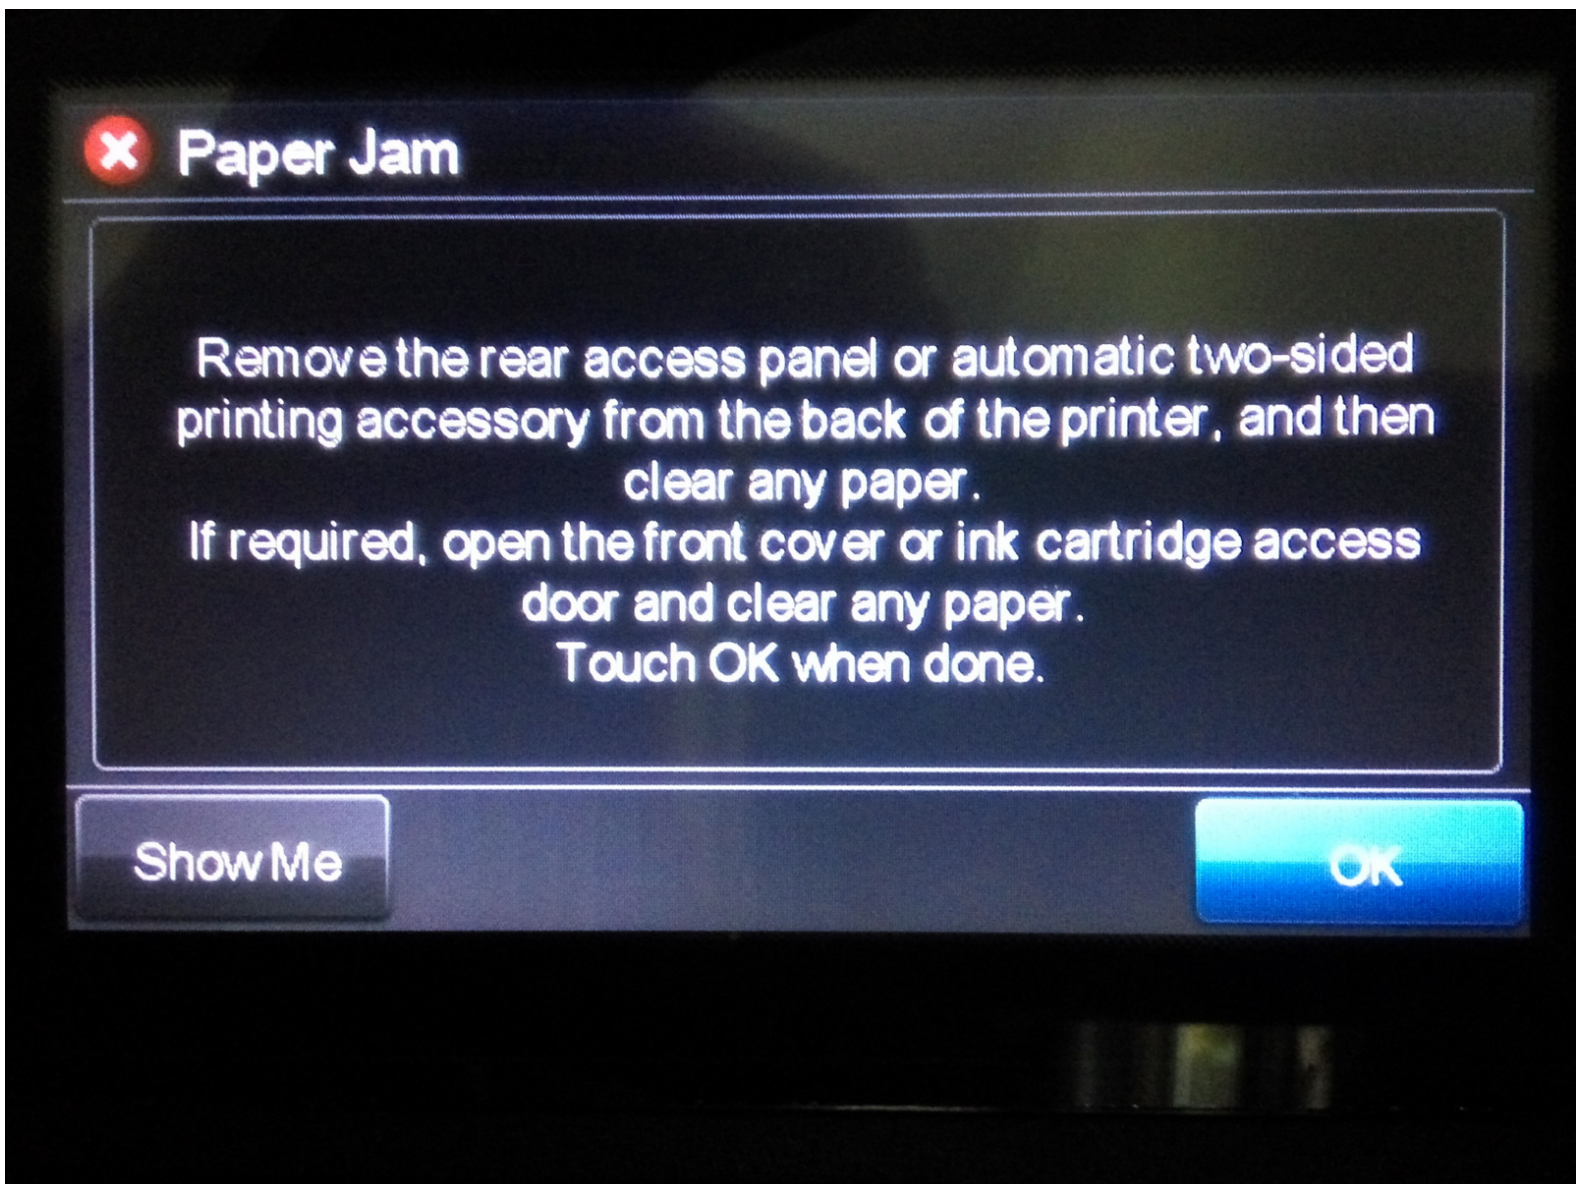 Paper Jam
Remove the rear access panel or automatic two-sided
printing accessory from the back of the printer, and then
clear any paper.
If required, open the front cover or ink cartridge access
door and clear any paper.
Touch OK when done.
Show Me
OK